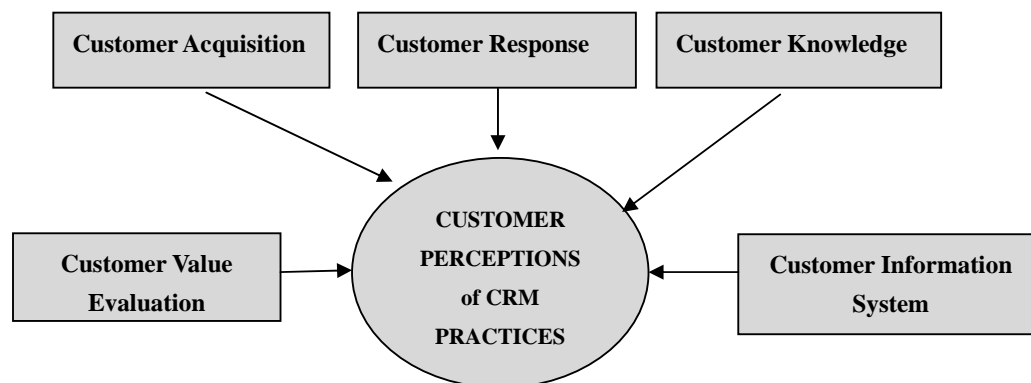 Customer Acquisition
Customer Response
Customer Knowledge
CUSTOMER
PERCEPTIONS
of CRM
PRACTICES
Customer Value
Evaluation
Customer Information
System